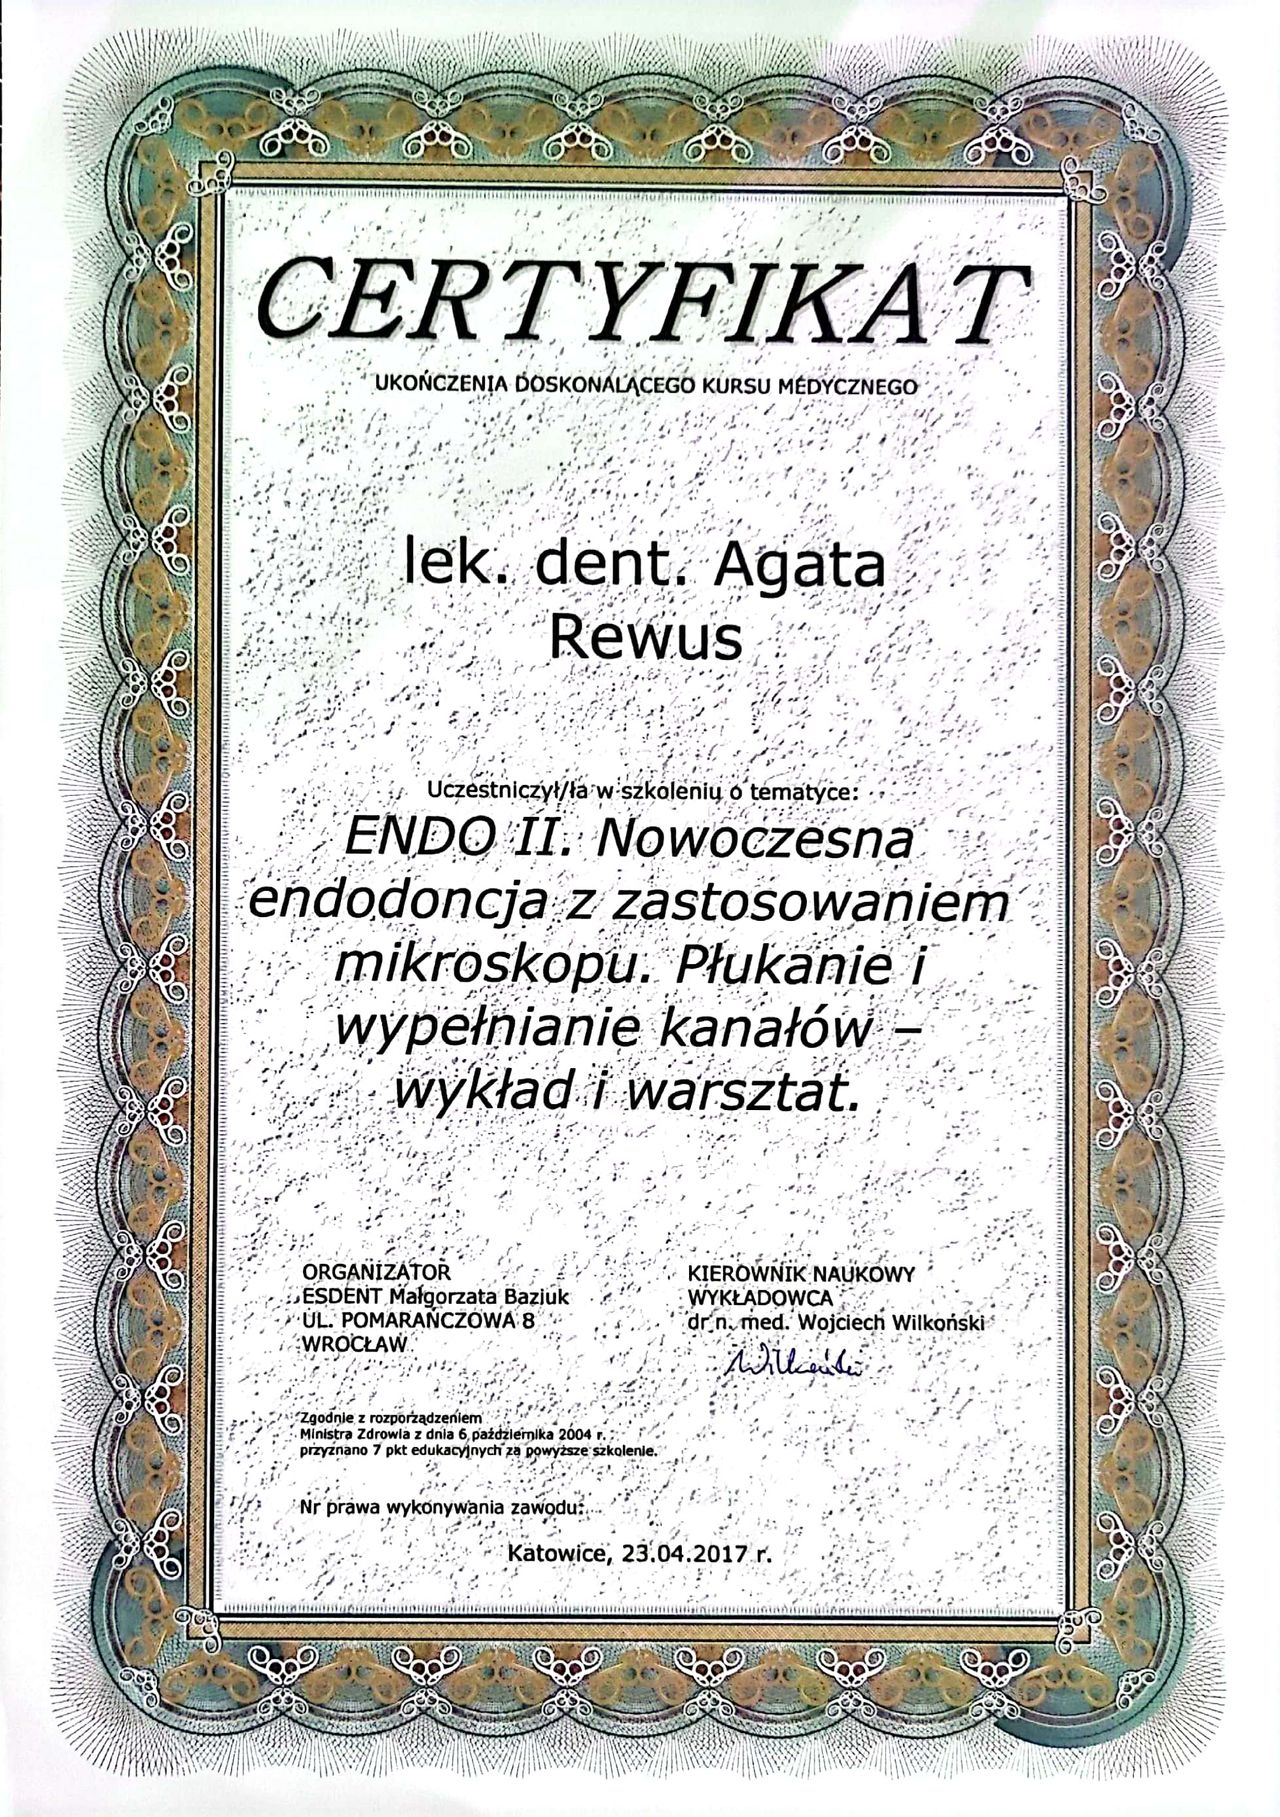 CERTYFIKAT
UKOŃCZENIA DOSKONALĄCEGO KURSU MEDYCZNEGO
lek. dent. Agata
Rewus
Uczestniczył/ła w szkoleniu o tematyce:
ENDO II. Nowoczesna
endodoncja z zastosowaniem
mikroskopu. Płukanie i
wypełnianie kanałów –
wykład i warsztat.
ORGANIZATOR
ESDENT Małgorzata Baziuk
UL. POMARAŃCZOWA 8
WROCŁAW
KIEROWNIK NAUKOWY
WYKŁADOWCA
dr n. med. Wojciech Wilkoński
Wilkoński
Zgodnie z rozporządzeniem
Ministra Zdrowia z dnia 6 października 2004 r.
przyznano 7 pkt edukacyjnych za powyższe szkolenie.
Nr prawa wykonywania zawodu:
Katowice, 23.04.2017 r.